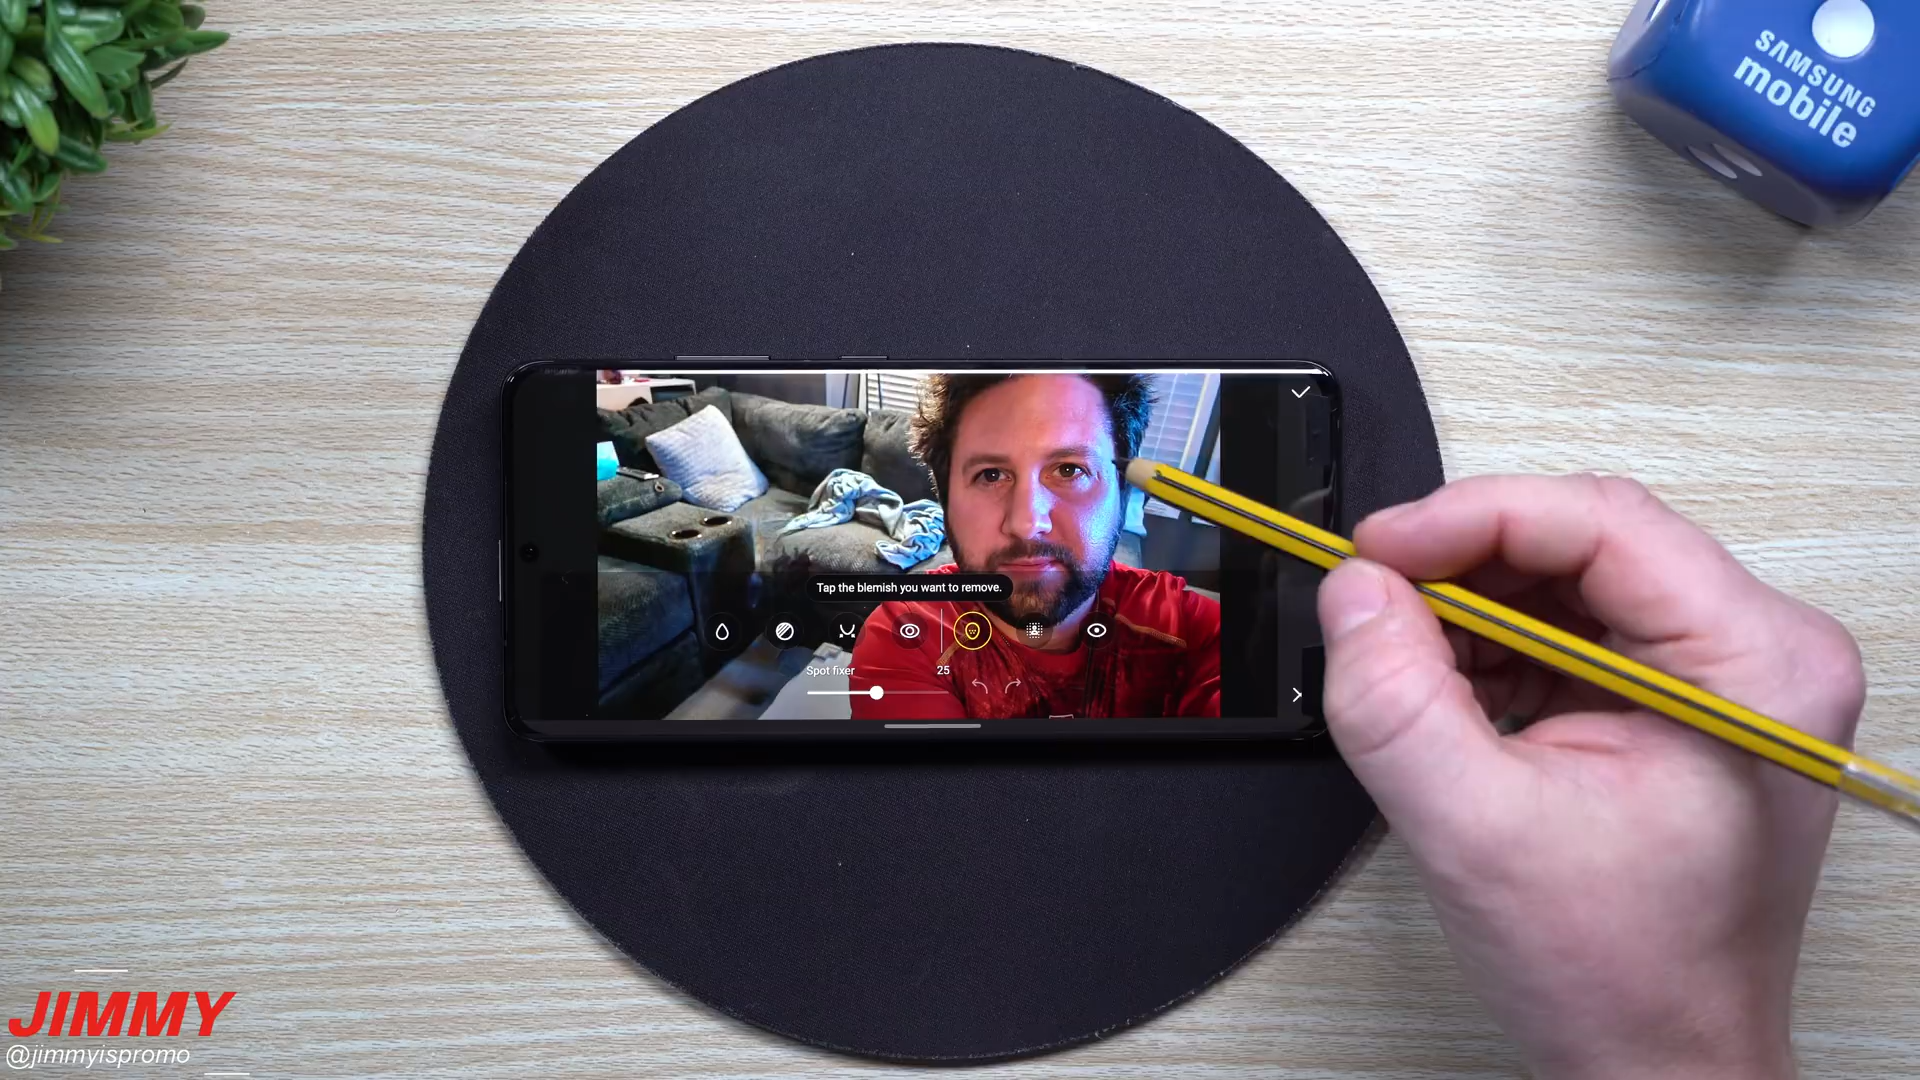 SAMSUNG
mobile
Tap the blemish you want to remove.
Spot fixer
25
JIMMY
@jimmyispromo